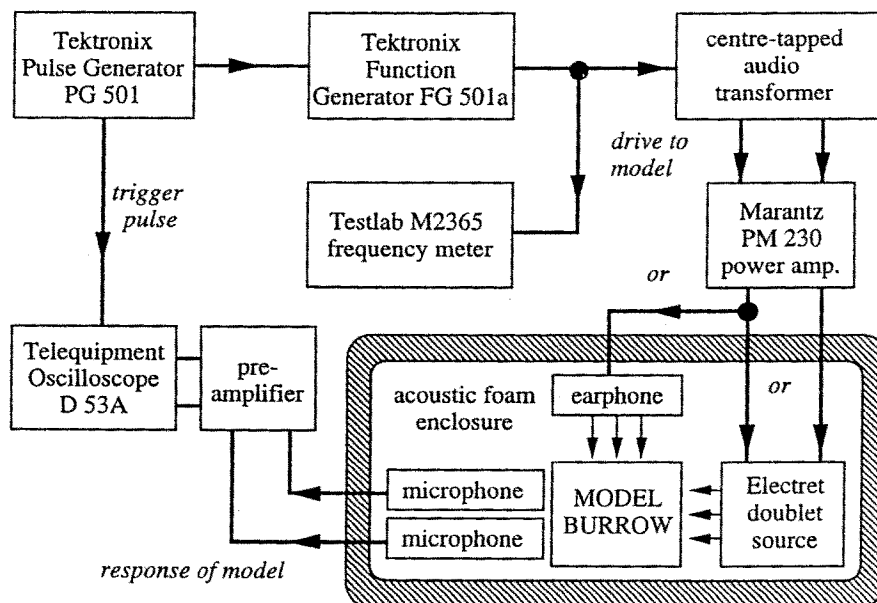 Tektronix
Pulse Generator
PG 501
Tektronix
Function
Generator FG 501a
centre-tapped
audio
transformer
trigger
pulse
drive to
model
Testlab M2365
frequency meter
Marantz
PM 230
power amp.
or
Telequipment
Oscilloscope
D 53A
pre-
amplifier
acoustic foam
enclosure
earphone
or
microphone
microphone
MODEL
BURROW
Electret
doublet
source
response of model